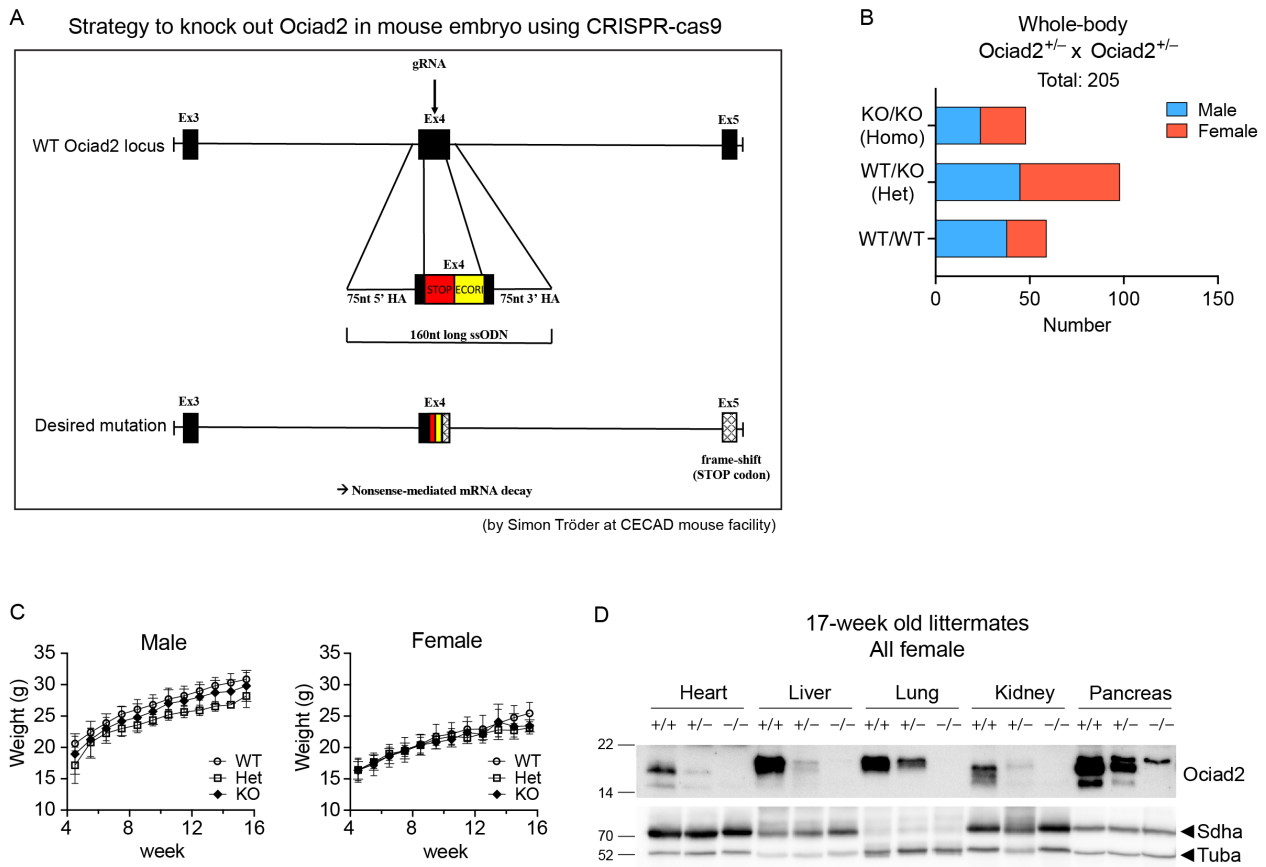 A
Strategy to knock out Ociad2 in mouse embryo using CRISPR-cas9
gRNA
Ex3
Ex4
Ex5
WT Ociad2 locus
Ex4
STOP
ECORI
75nt 5’ HA
75nt 3’ HA
160nt long ssODN
Ex3
Ex4
Ex5
Desired mutation
frame-shift
(STOP codon)
→ Nonsense-mediated mRNA decay
(by Simon Tröder at CECAD mouse facility)
B
Whole-body
Ociad2+/– x Ociad2+/–
Total: 205
KO/KO
(Homo)
WT/KO
(Het)
WT/WT
Male
Female
0 50 100 150
Number
C
Male
Weight (g)
35
30
25
20
15
10
WT
Het
KO
4 8 12 16
week
Female
Weight (g)
35
30
25
20
15
10
WT
Het
KO
4 8 12 16
week
D
17-week old littermates
All female
Heart Liver Lung Kidney Pancreas
+/+ +/– –/– +/+ +/– –/– +/+ +/– –/– +/+ +/– –/– +/+ +/– –/–
22
14
Ociad2
70
52
Sdha
Tuba